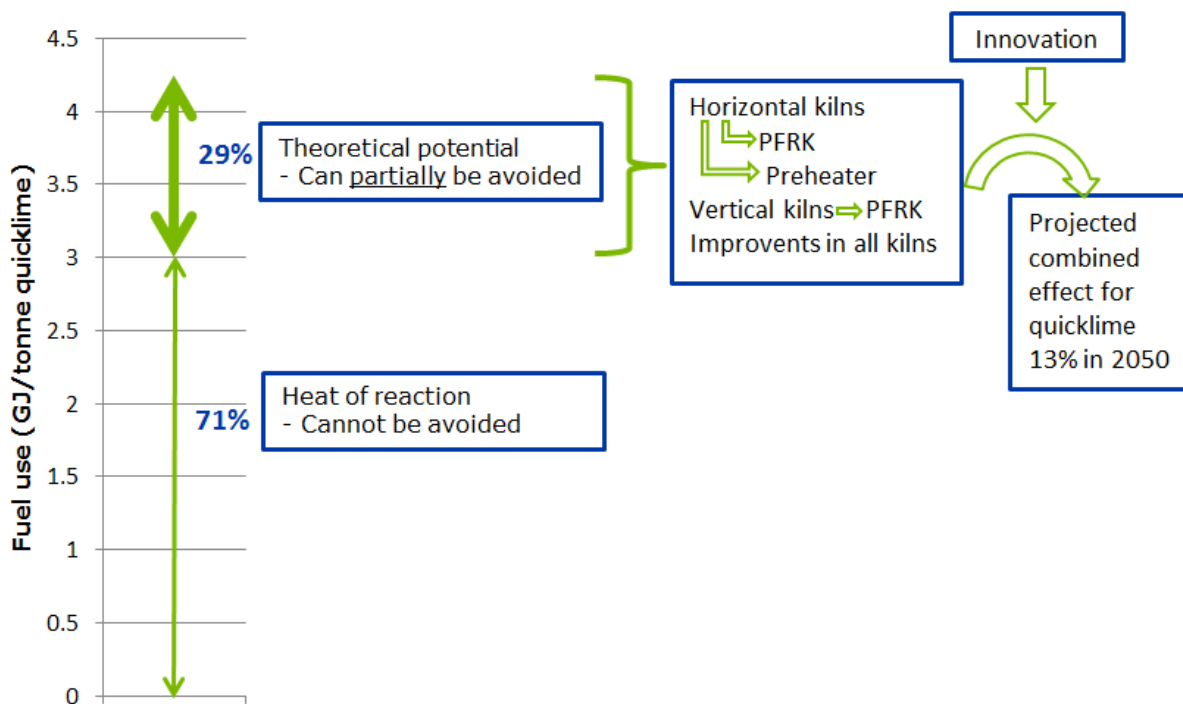 Fuel use (GJ/tonne quicklime)
4.5
4
3.5
3
2.5
2
1.5
1
0.5
0
29%
Theoretical potential
- Can partially be avoided
71%
Heat of reaction
- Cannot be avoided
Horizontal kilns
PFRK
Preheater
Vertical kilns PFRK
Improvents in all kilns
Innovation
Projected
combined
effect for
quicklime
13% in 2050